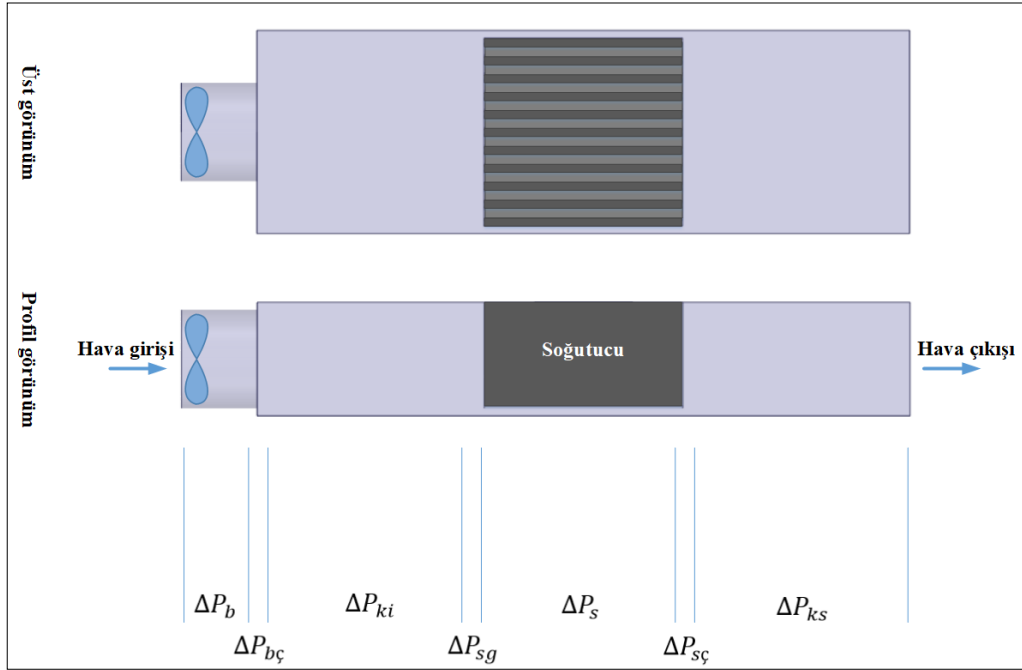 Üst görünüm
Profil görünüm
Hava girişi
Soğutucu
Hava çıkışı
ΔP_b
ΔP_ki
ΔP_s
ΔP_ks
ΔP_bç
ΔP_sg
ΔP_sç